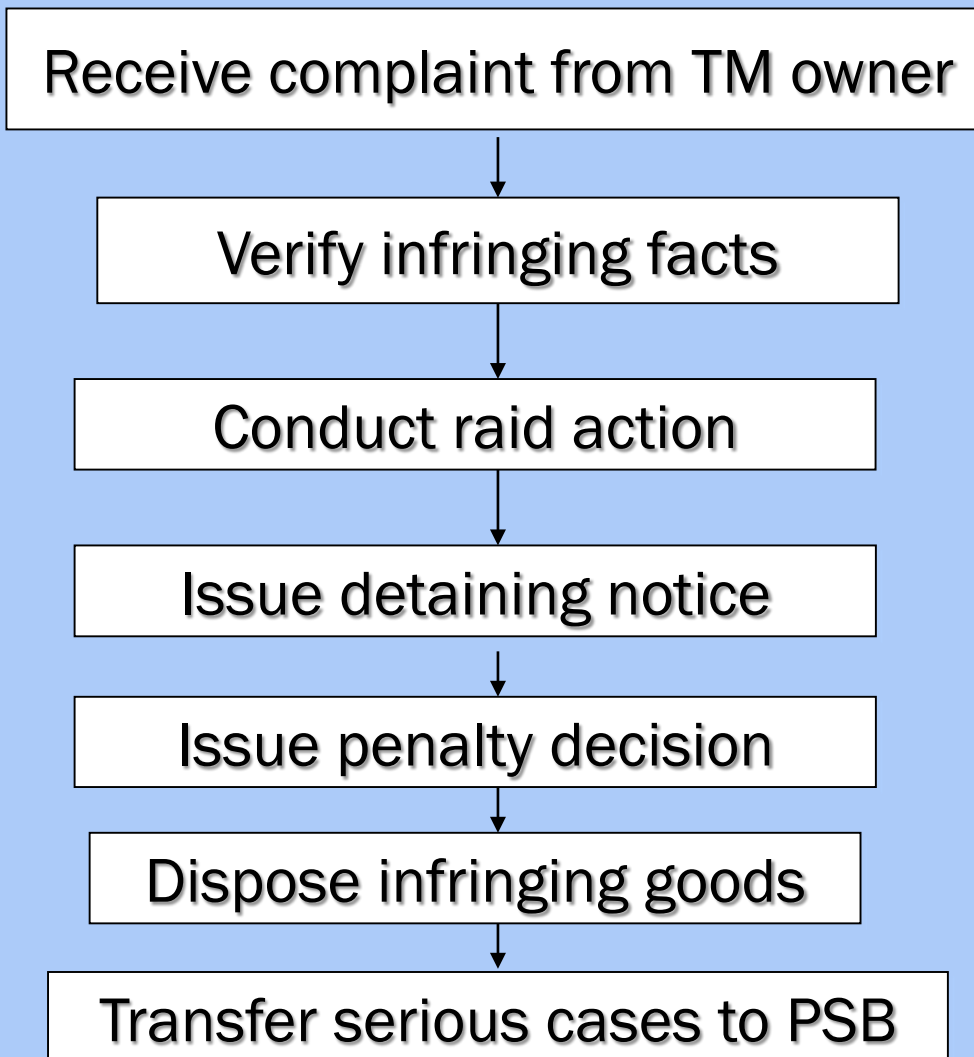 Receive complaint from TM owner
Verify infringing facts
Conduct raid action
Issue detaining notice
Issue penalty decision
Dispose infringing goods
Transfer serious cases to PSB